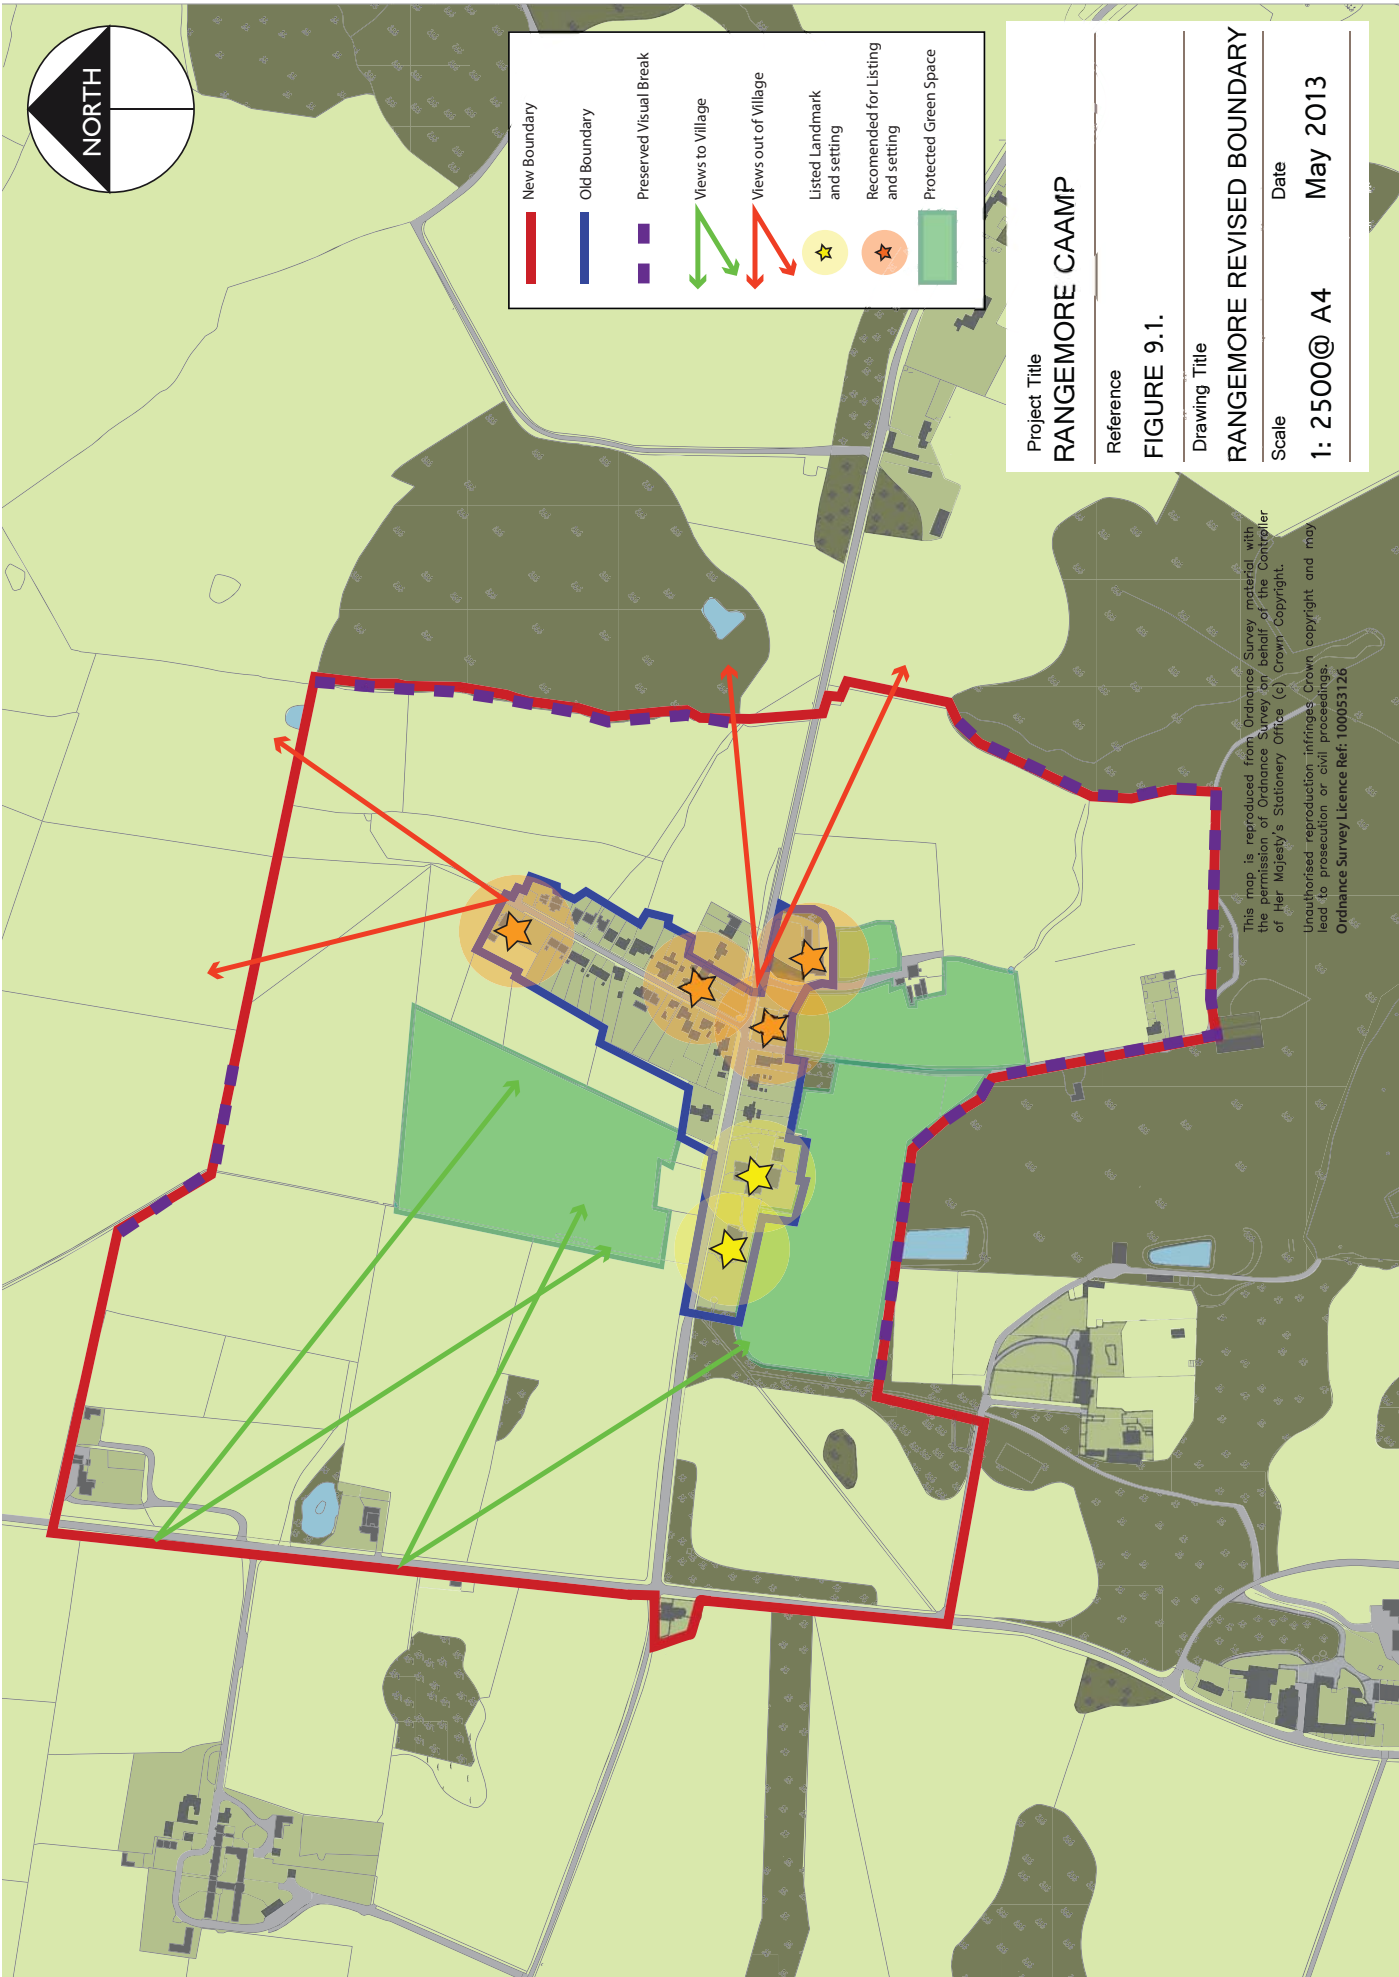 NORTH
New Boundary
Old Boundary
Preserved Visual Break
Views to Village
Views out of Village
Listed Landmark
and setting
Recomended for Listing
and setting
Protected Green Space
Project Title
RANGEMORE CAAMP
Reference
FIGURE 9.1.
Drawing Title
RANGEMORE REVISED BOUNDARY
Scale
Date
1: 2500@ A4
May 2013
This map is reproduced from Ordnance Survey material with
the permission of Ordnance Survey on behalf of the Controller
of Her Majesty's Stationery Office (c) Crown Copyright.
Unauthorised reproduction infringes Crown copyright and may
lead to prosecution or civil proceedings.
Ordnance Survey Licence Ref: 100053126